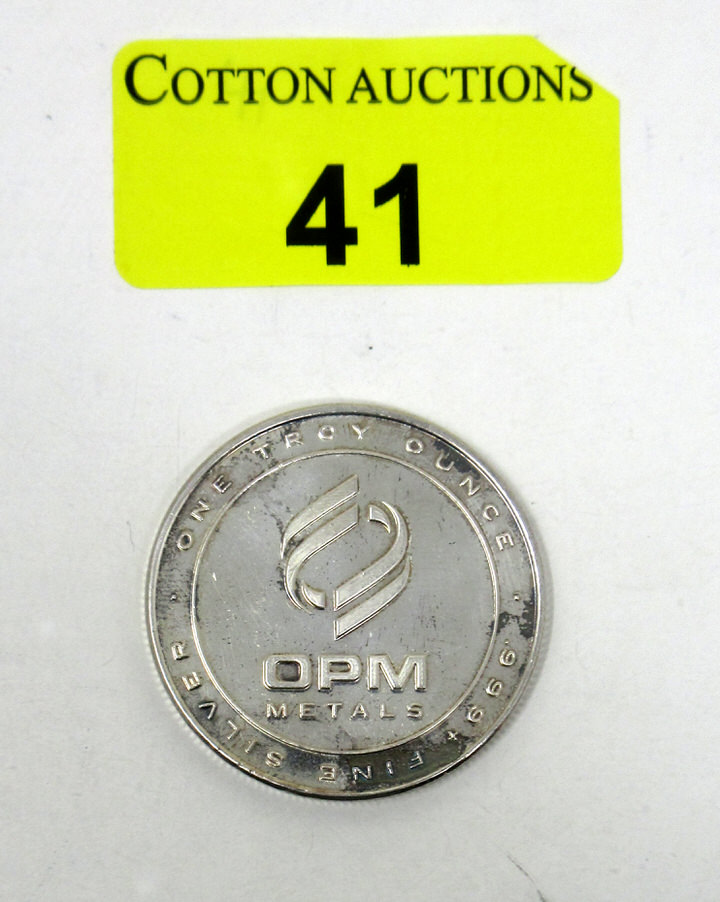 COTTON AUCTIONS
41
ONE TROY OUNCE
OPM
METALS
.999+ FINE SILVER